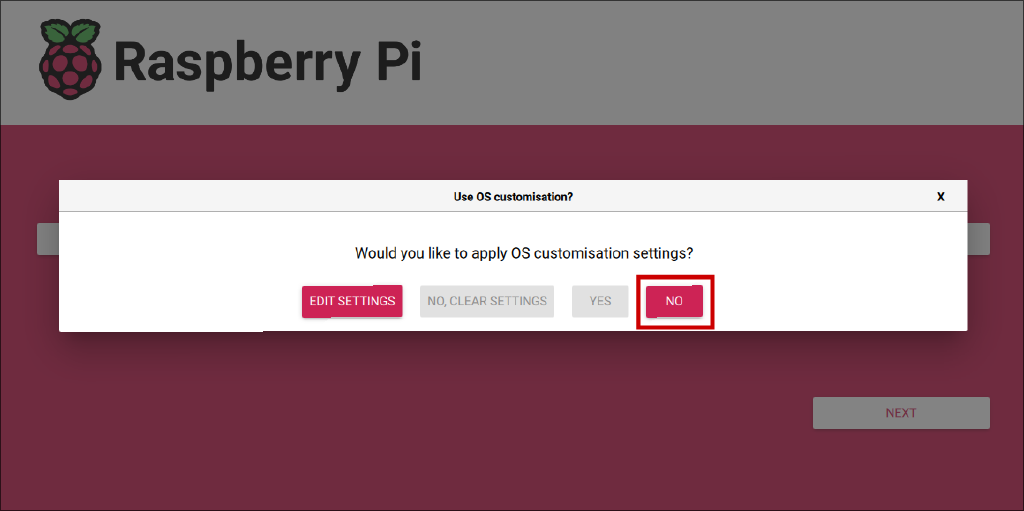 Raspberry Pi
Use OS customisation?
X
Would you like to apply OS customisation settings?
EDIT SETTINGS
NO, CLEAR SETTINGS
YES
NO
NEXT